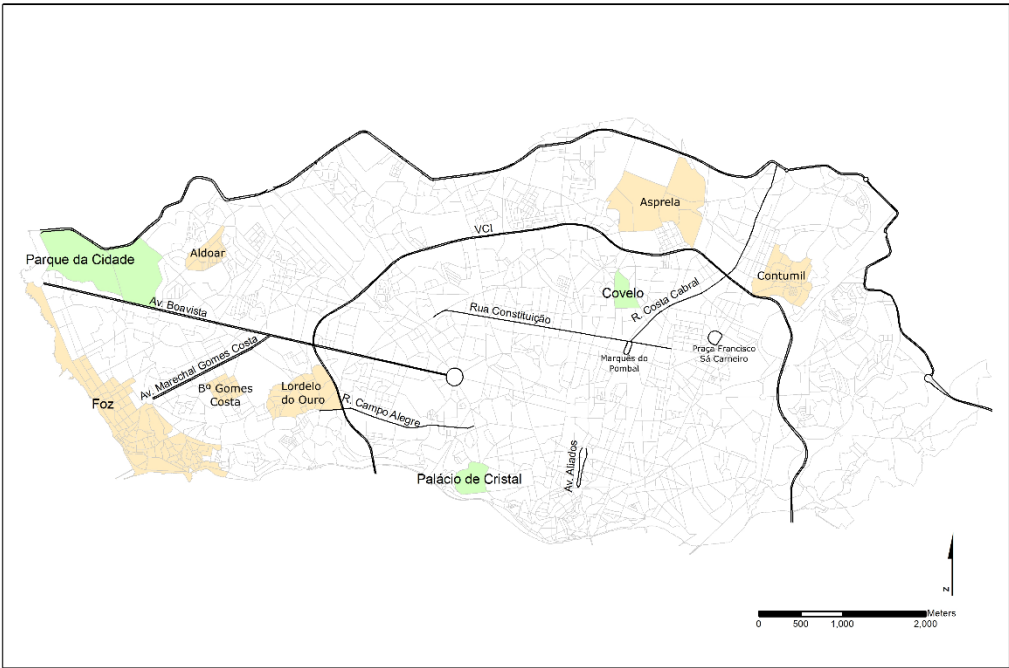 Asprela
VCI
Aldoar
Parque da Cidade
Contumil
Covelo
R. Costa Cabral
Av. Boavista
Rua Constituição
Marquês do
Pombal
Praça Francisco
Sá Carneiro
Av. Marechal Gomes Costa
Bº Gomes
Costa
Lordelo
do Ouro
Foz
R. Campo Alegre
Av. Aliados
Palácio de Cristal
N
Meters
0 500 1,000 2,000